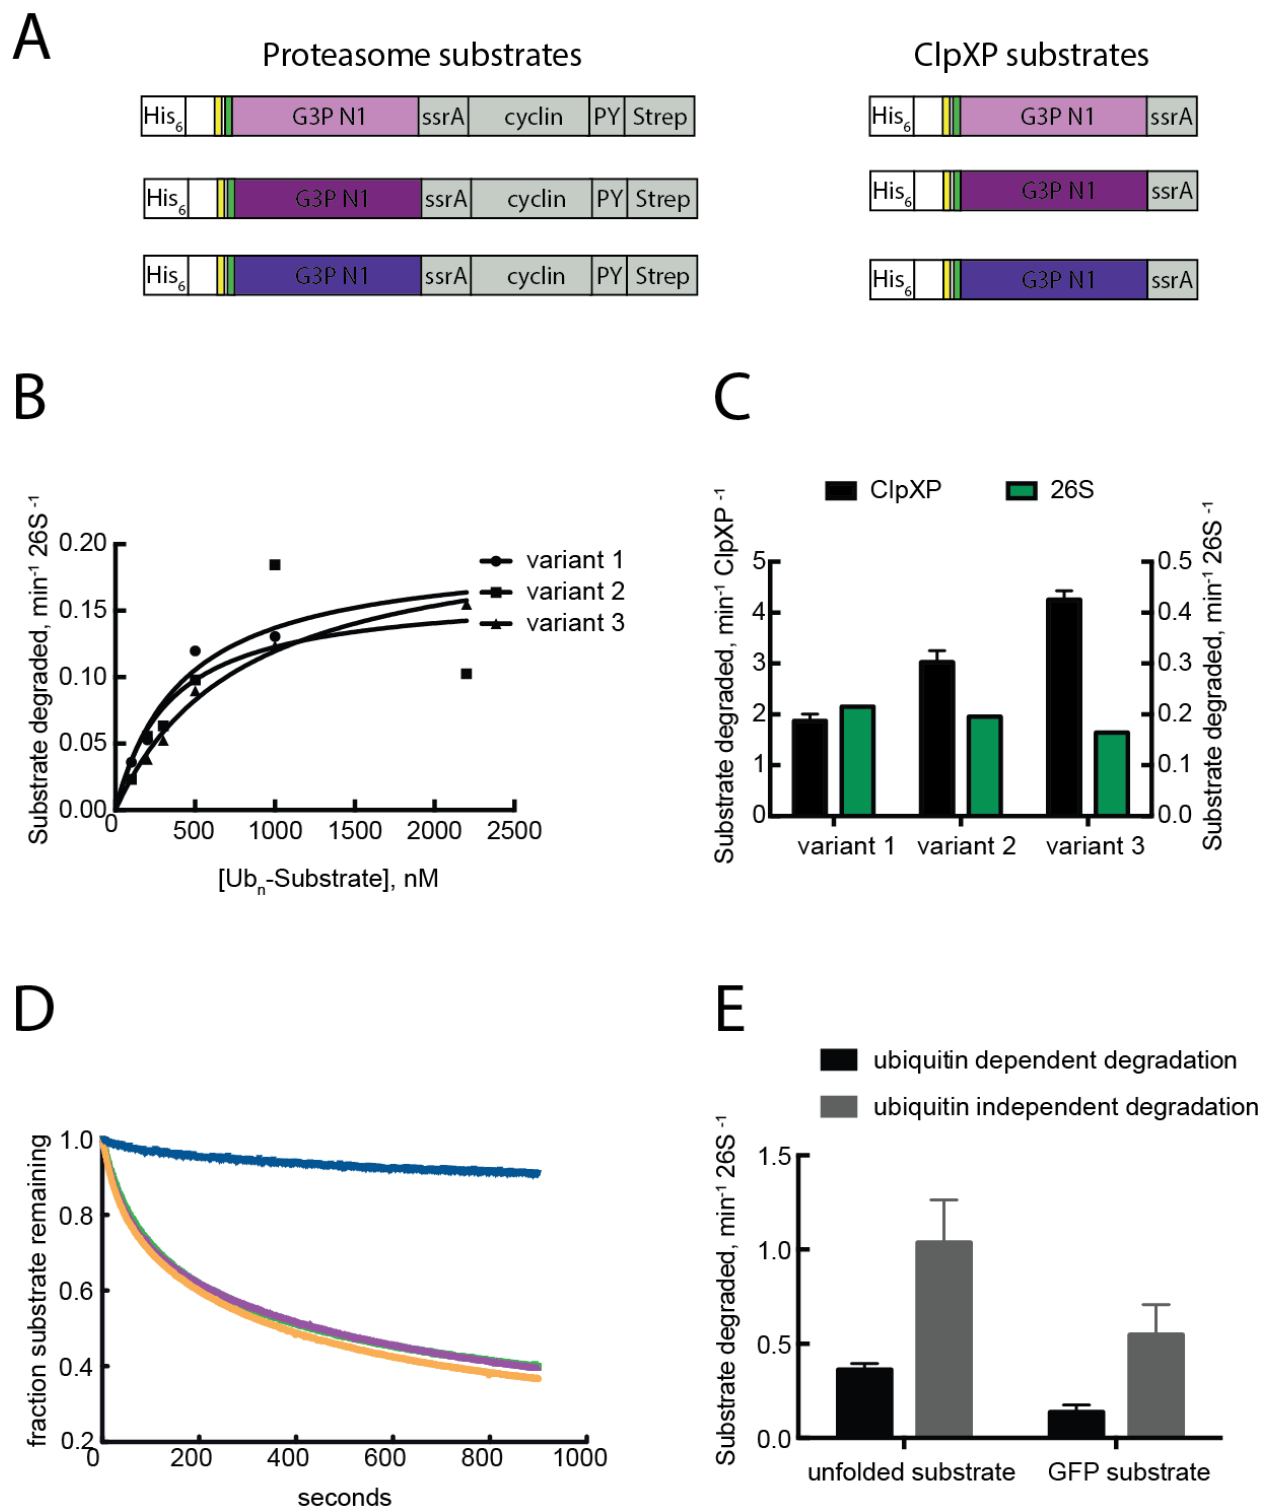 A
Proteasome substrates
ClpXP substrates
His6 G3P N1 ssrA cyclin PY Strep
His6 G3P N1 ssrA
His6 G3P N1 ssrA cyclin PY Strep
His6 G3P N1 ssrA
His6 G3P N1 ssrA cyclin PY Strep
His6 G3P N1 ssrA
B
Substrate degraded, min⁻¹ 26S ⁻¹
0.20
0.15
0.10
0.05
0.00
0 500 1000 1500 2000 2500
[Ubn-Substrate], nM
variant 1
variant 2
variant 3
C
ClpXP
26S
Substrate degraded, min⁻¹ ClpXP ⁻¹
5
4
3
2
1
0
0.5
0.4
0.3
0.2
0.1
0.0
Substrate degraded, min⁻¹ 26S ⁻¹
variant 1 variant 2 variant 3
D
fraction substrate remaining
1.0
0.8
0.6
0.4
0.2
0 200 400 600 800 1000
seconds
E
ubiquitin dependent degradation
ubiquitin independent degradation
Substrate degraded, min⁻¹ 26S ⁻¹
1.5
1.0
0.5
0.0
unfolded substrate GFP substrate